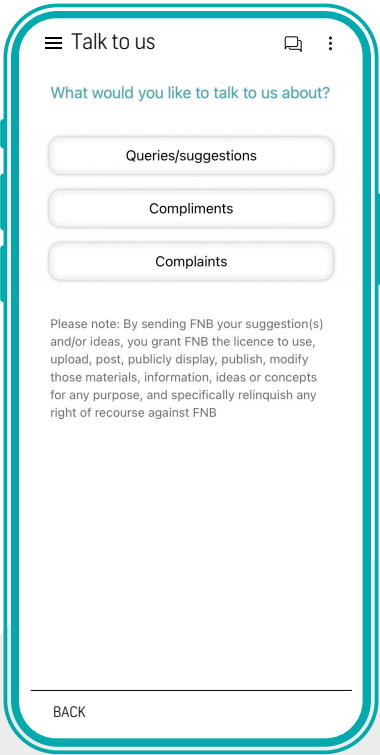 Talk to us
What would you like to talk to us about?
Queries/suggestions
Compliments
Complaints
Please note: By sending FNB your suggestion(s)
and/or ideas, you grant FNB the licence to use,
upload, post, publicly display, publish, modify
those materials, information, ideas or concepts
for any purpose, and specifically relinquish any
right of recourse against FNB
BACK